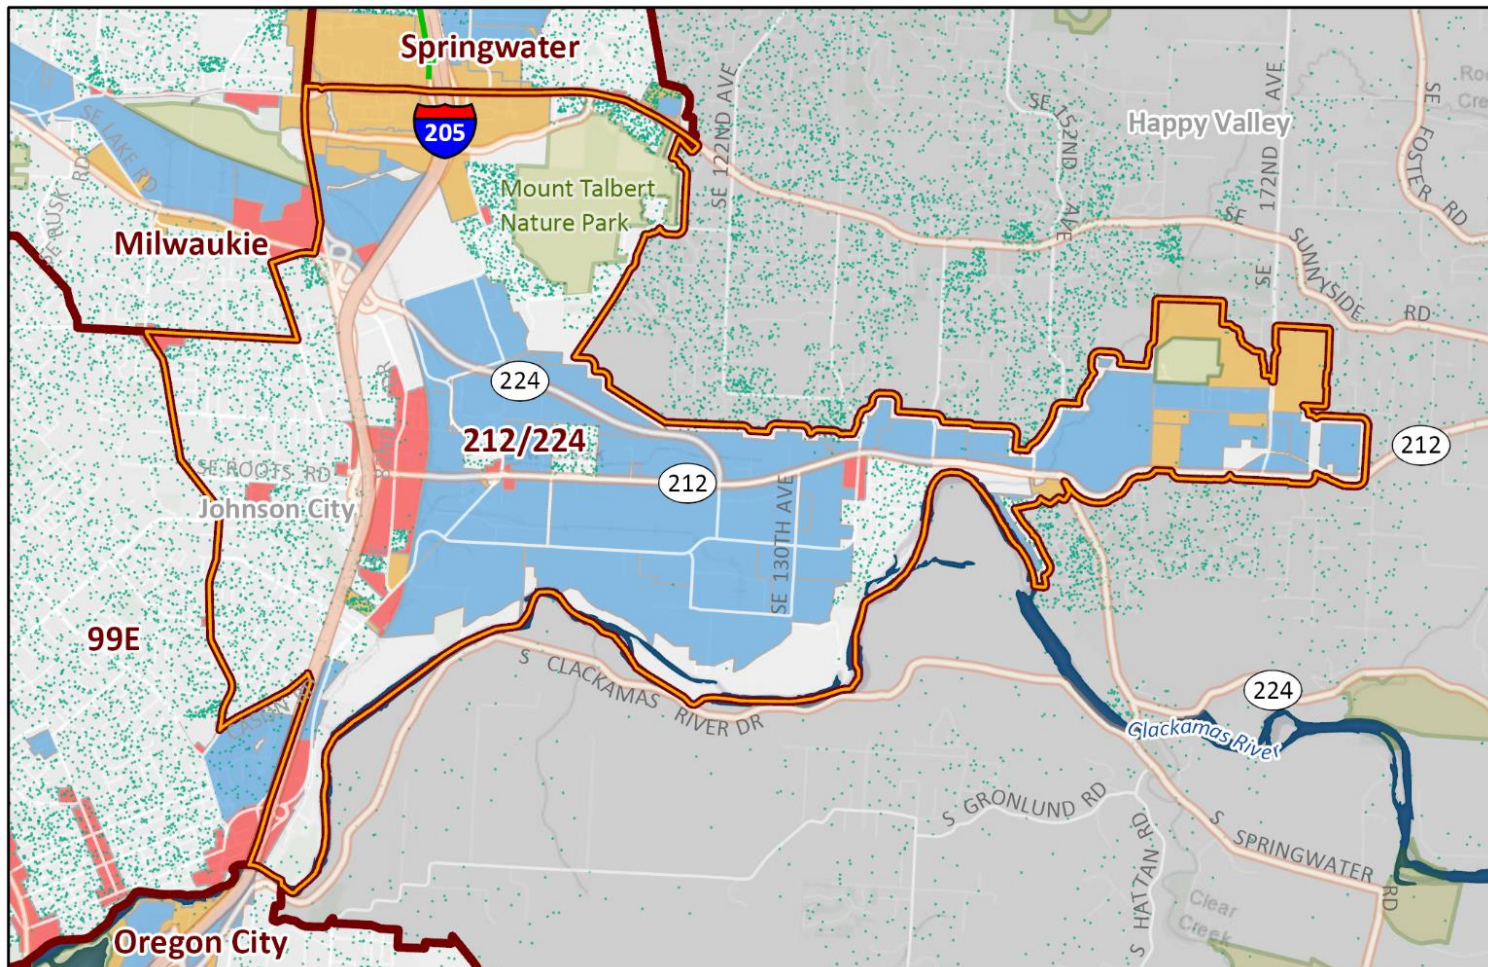 Springwater
205
SE 122ND AVE
SE 152ND AVE
Happy Valley
SE 172ND AVE
SE FOSTER RD
SE LAKE RD
SE RUSK RD
Mount Talbert
Nature Park
Milwaukie
SE SUNNYSIDE RD
224
212/224
212
212
SE ROOTS RD
Johnson City
SE 130TH AVE
99E
S CLACKAMAS RIVER DR
224
Clackamas River
S GRONLUND RD
S HATTAN RD
S SPRINGWATER RD
Clear
Creek
Oregon City